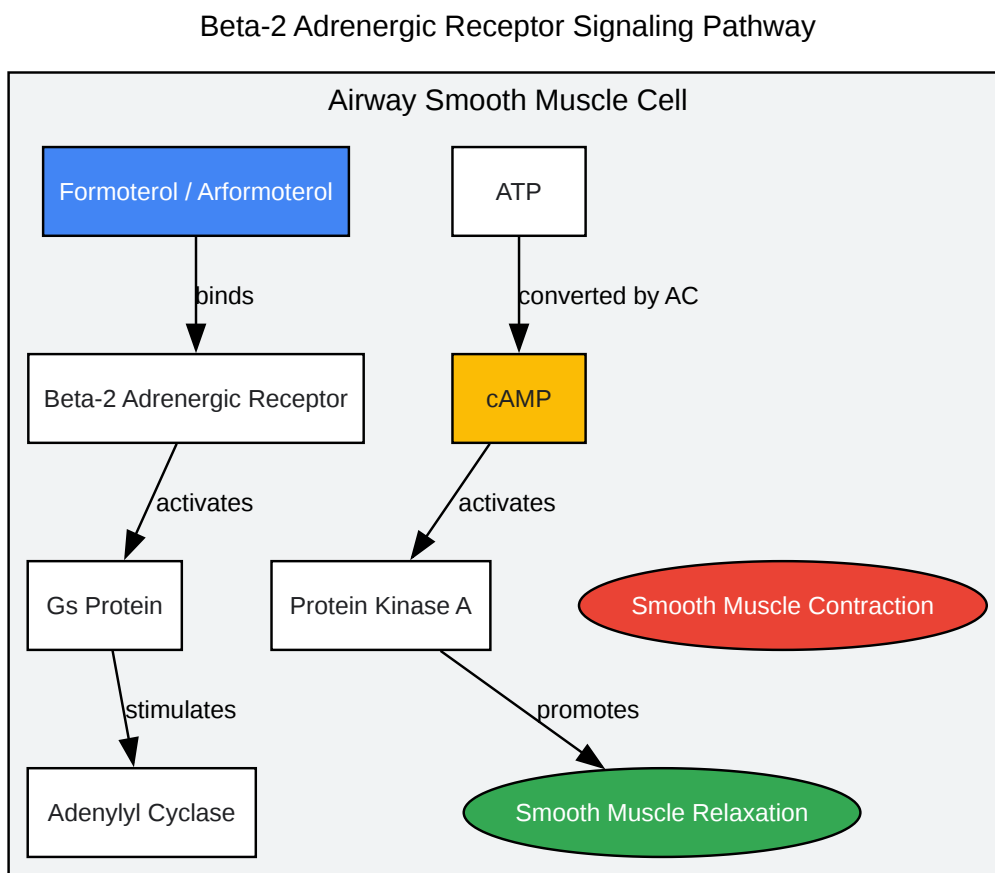 Beta-2 Adrenergic Receptor Signaling Pathway
Airway Smooth Muscle Cell
Formoterol / Arformoterol
ATP
binds
converted by AC
Beta-2 Adrenergic Receptor
cAMP
activates
activates
Gs Protein
Protein Kinase A
Smooth Muscle Contraction
stimulates
promotes
Adenylyl Cyclase
Smooth Muscle Relaxation